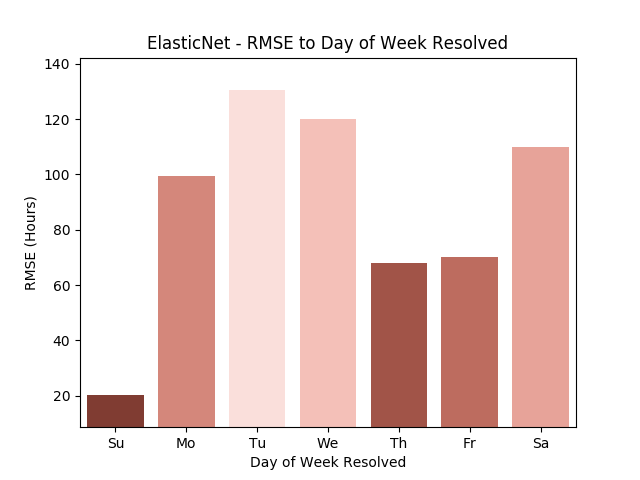 ElasticNet - RMSE to Day of Week Resolved
140
120
100
80
60
40
20
RMSE (Hours)
Su Mo Tu We Th Fr Sa
Day of Week Resolved